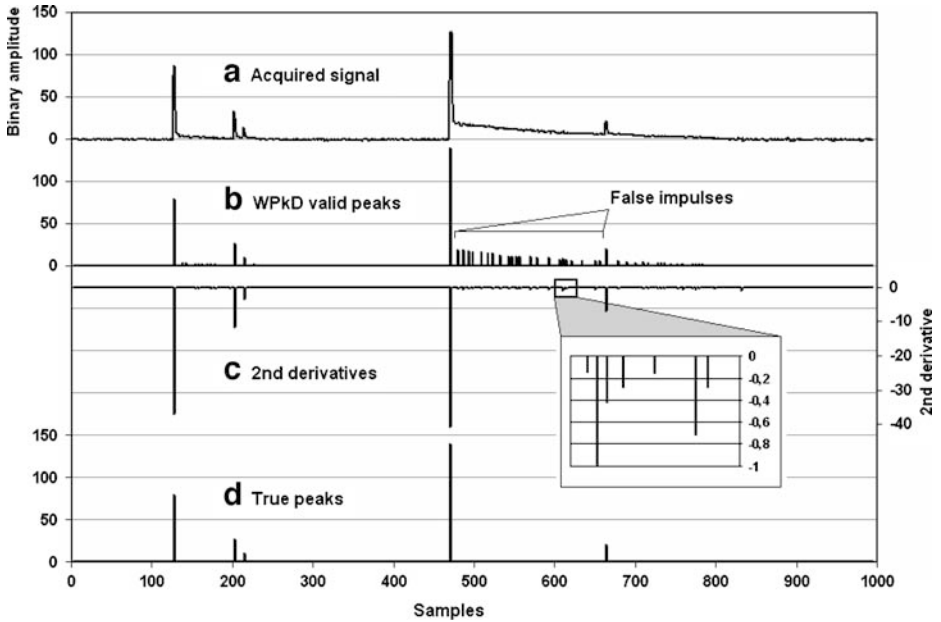 150
100
50
0
Binary amplitude
a Acquired signal
100
50
0
b WPkD valid peaks
False impulses
0
-10
-20
-30
-40
2nd derivative
c 2nd derivatives
0
-0,2
-0,4
-0,6
-0,8
-1
150
100
50
0
d True peaks
0 100 200 300 400 500 600 700 800 900 1000
Samples